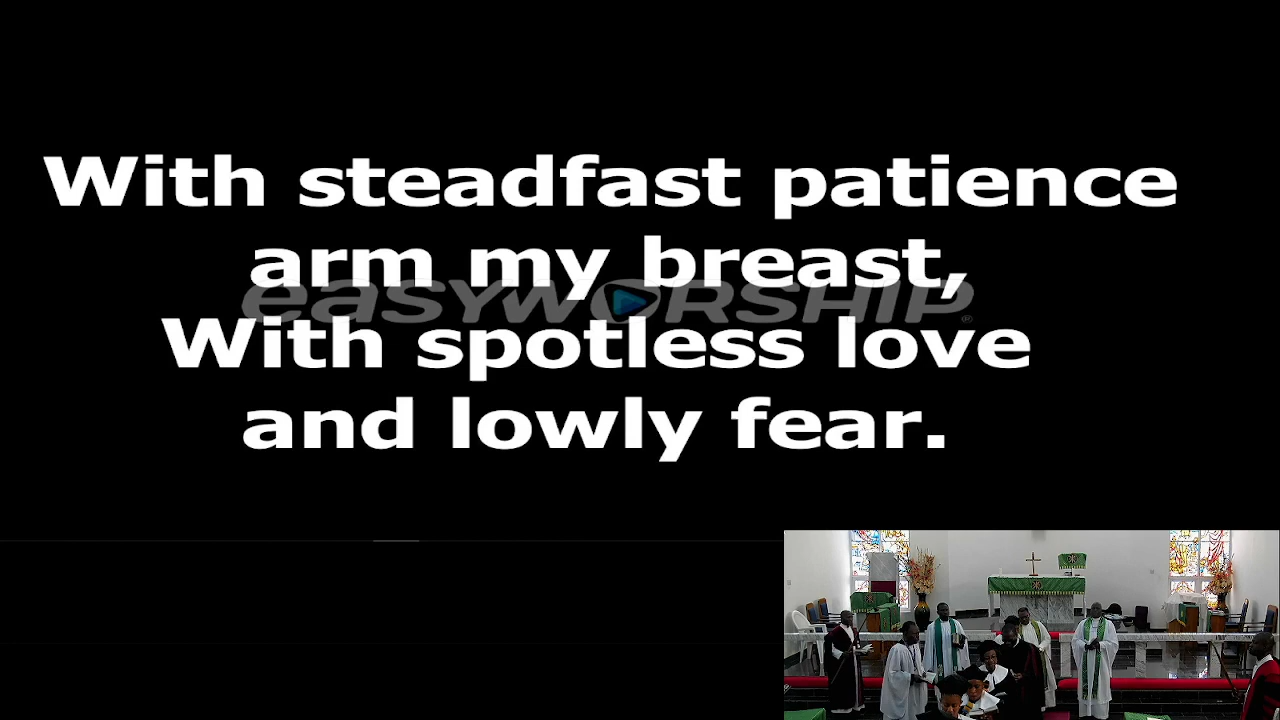 With steadfast patience
arm my breast,
easyworship®
With spotless love
and lowly fear.